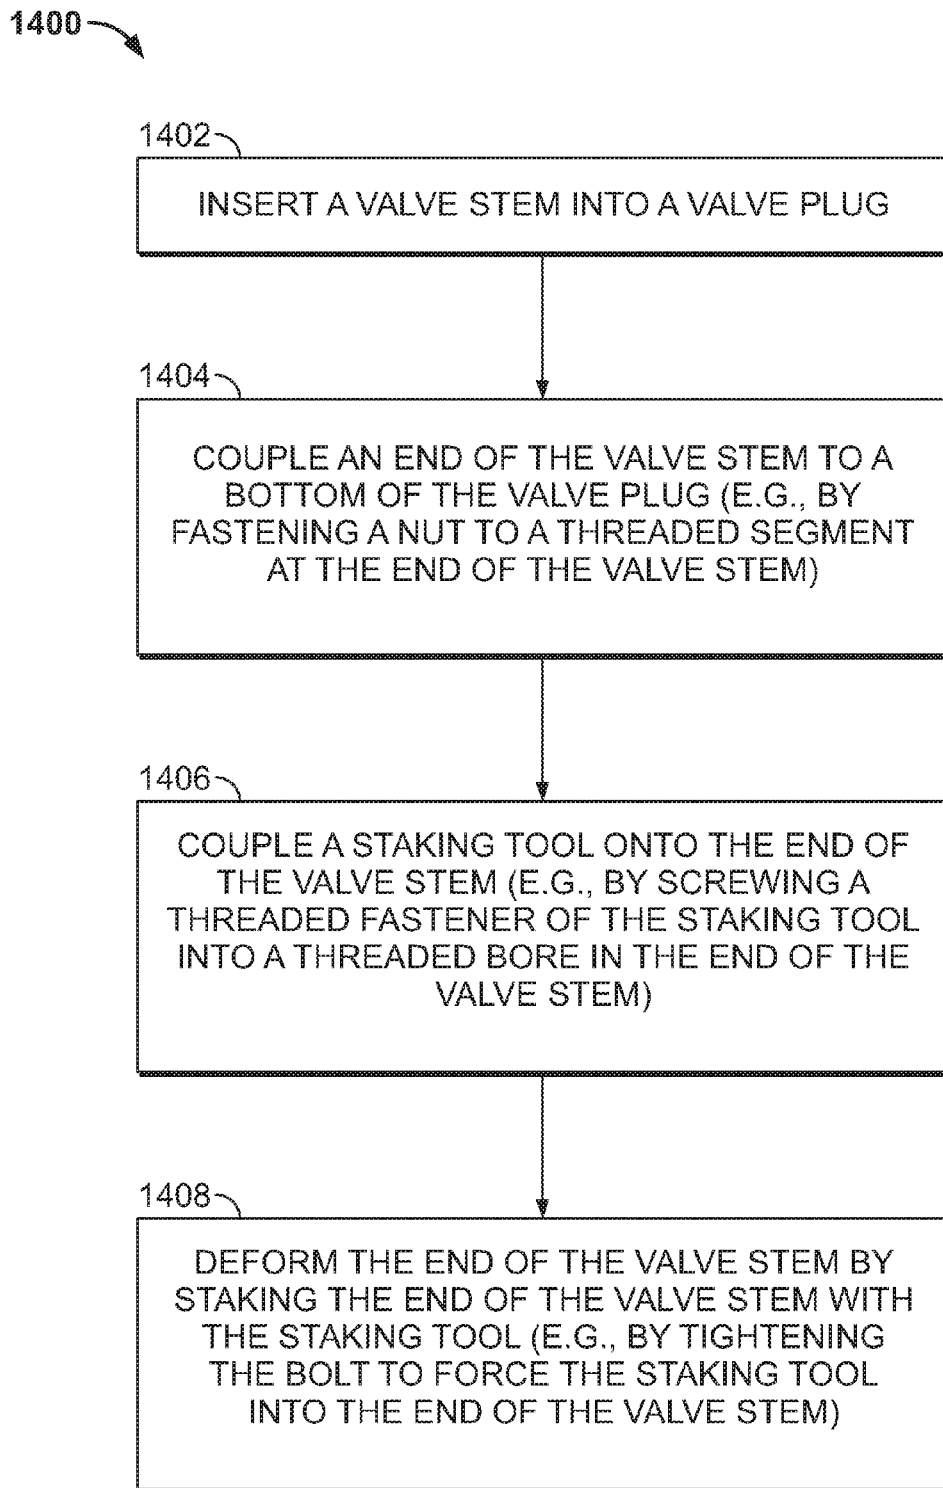 1400
1402
INSERT A VALVE STEM INTO A VALVE PLUG
1404
COUPLE AN END OF THE VALVE STEM TO A
BOTTOM OF THE VALVE PLUG (E.G., BY
FASTENING A NUT TO A THREADED SEGMENT
AT THE END OF THE VALVE STEM)
1406
COUPLE A STAKING TOOL ONTO THE END OF
THE VALVE STEM (E.G., BY SCREWING A
THREADED FASTENER OF THE STAKING TOOL
INTO A THREADED BORE IN THE END OF THE
VALVE STEM)
1408
DEFORM THE END OF THE VALVE STEM BY
STAKING THE END OF THE VALVE STEM WITH
THE STAKING TOOL (E.G., BY TIGHTENING
THE BOLT TO FORCE THE STAKING TOOL
INTO THE END OF THE VALVE STEM)